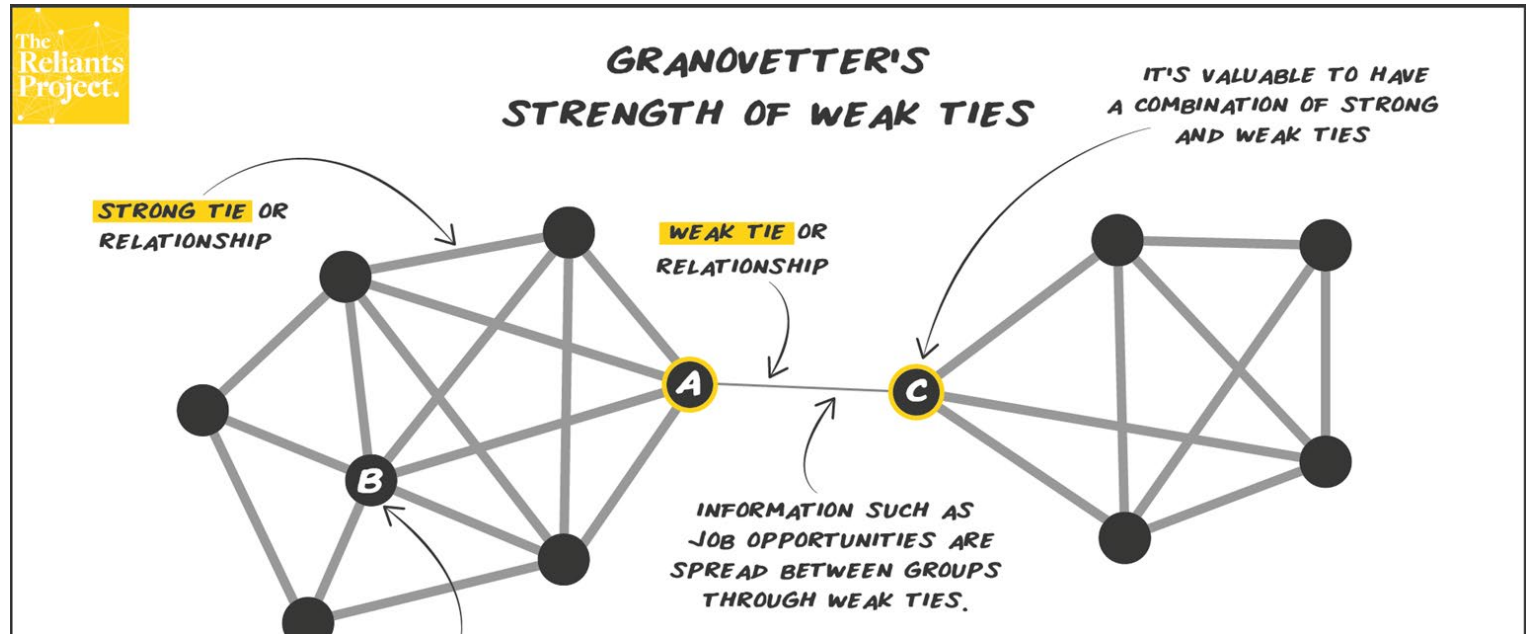 The
Reliants
Project.
GRANOVETTER'S
STRENGTH OF WEAK TIES
IT'S VALUABLE TO HAVE
A COMBINATION OF STRONG
AND WEAK TIES
STRONG TIE OR
RELATIONSHIP
WEAK TIE OR
RELATIONSHIP
A
C
B
INFORMATION SUCH AS
JOB OPPORTUNITIES ARE
SPREAD BETWEEN GROUPS
THROUGH WEAK TIES.